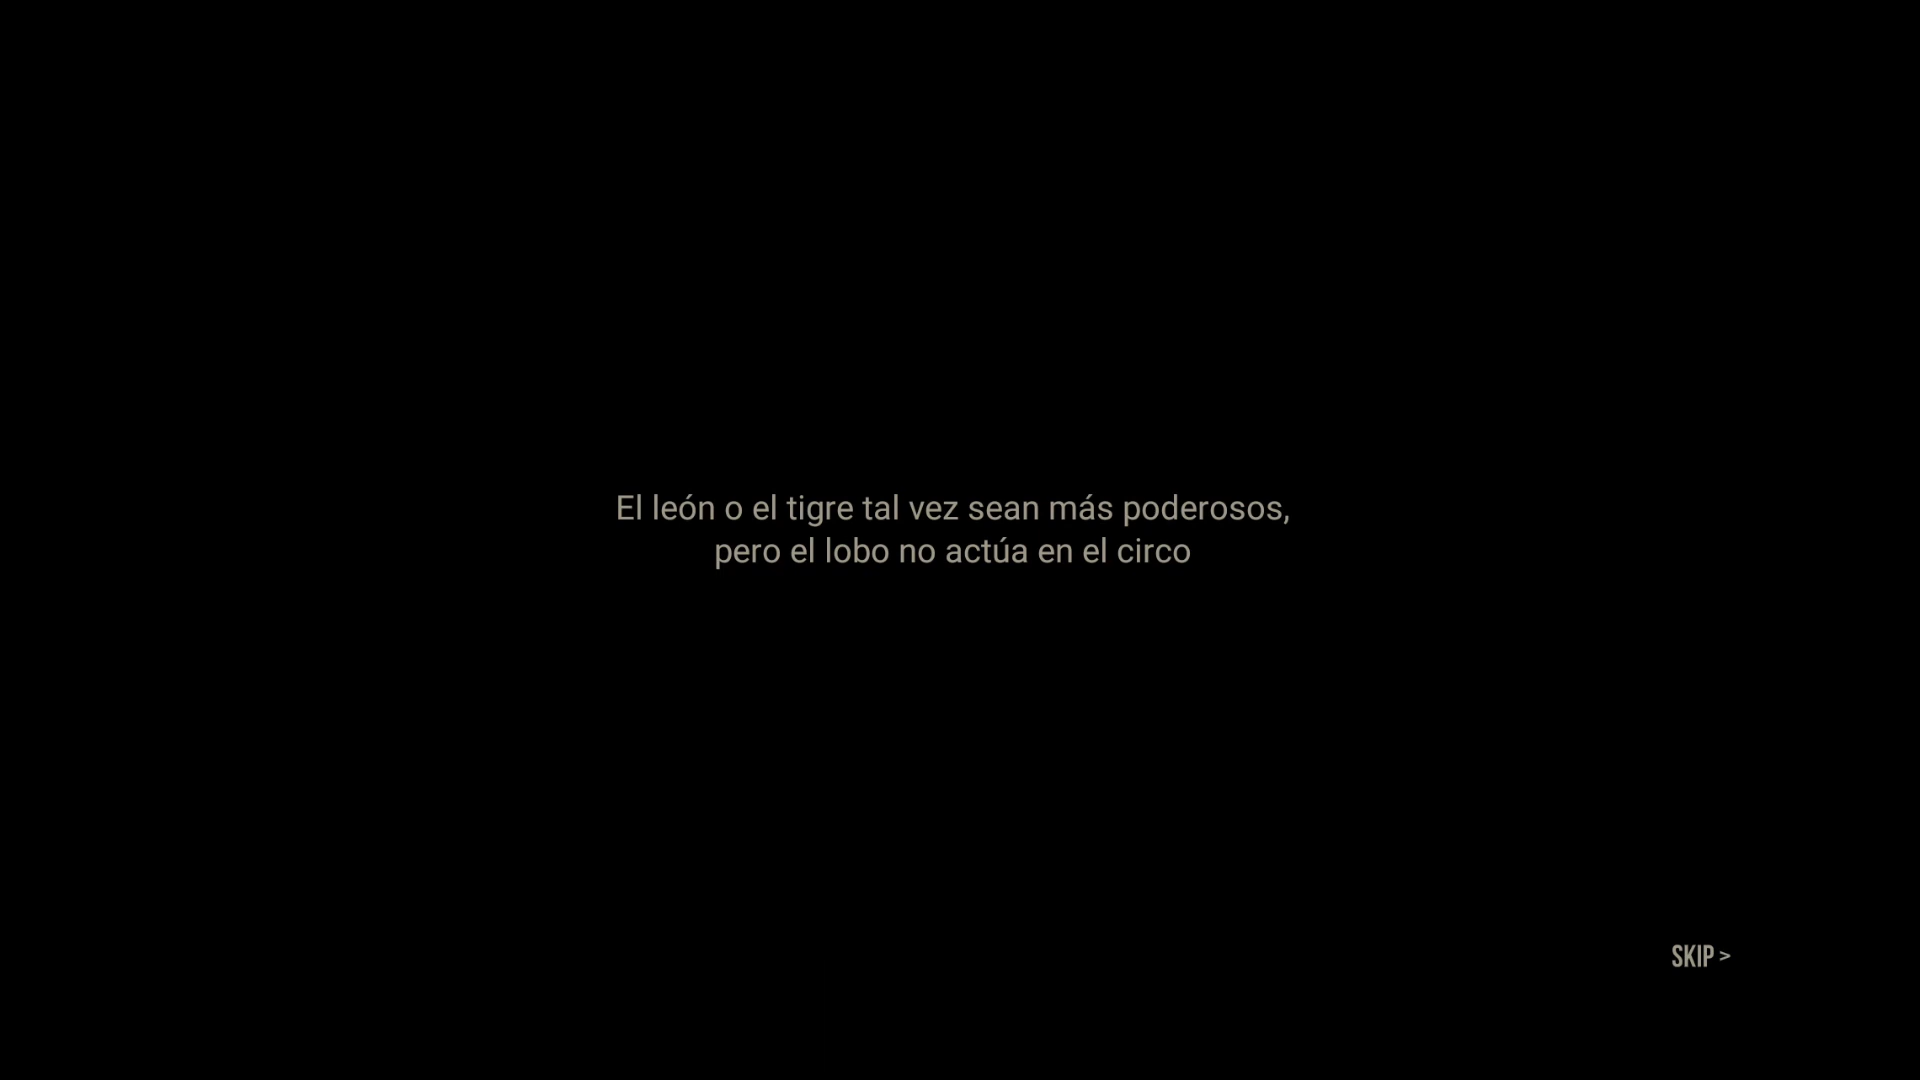 El león o el tigre tal vez sean más poderosos,
pero el lobo no actúa en el circo
SKIP >